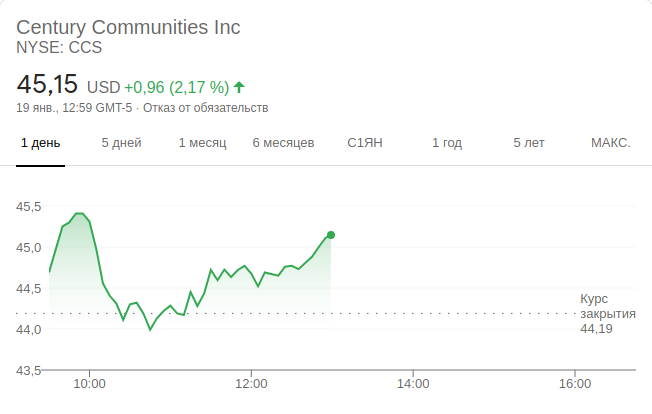 Century Communities Inc
NYSE: CCS
45,15 USD +0,96 (2,17 %)
19 янв., 12:59 GMT-5 · Отказ от обязательств
1 день 5 дней 1 месяц 6 месяцев С1ЯН 1 год 5 лет МАКС.
45,5
45,0
44,5
Курс
закрытия
44,19
44,0
43,5
10:00 12:00 14:00 16:00